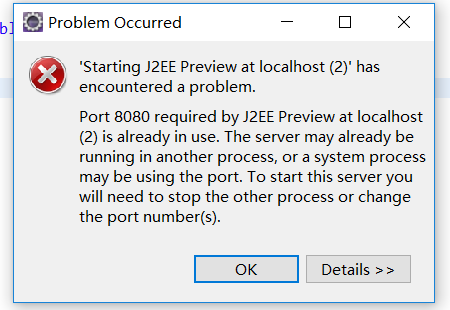 bl
Problem Occurred
'Starting J2EE Preview at localhost (2)' has
encountered a problem.
Port 8080 required by J2EE Preview at localhost
(2) is already in use. The server may already be
running in another process, or a system process
may be using the port. To start this server you
will need to stop the other process or change
the port number(s).
OK
Details >>